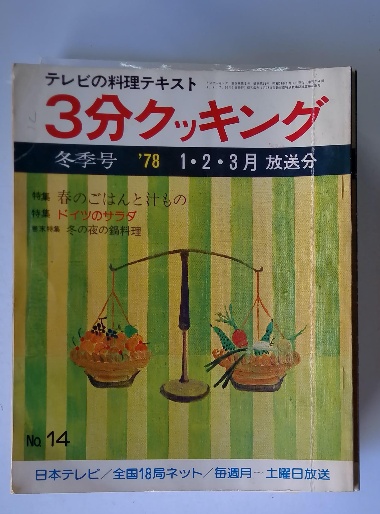 テレビの料理テキスト
3分クッキング
冬季号 '78 1・2・3月 放送分
特集 春のごはんと汁もの
特集 ドイツのサラダ
冬の夜の鍋料理
No.14
日本テレビ/全国18局ネット/毎週月…土曜日放送